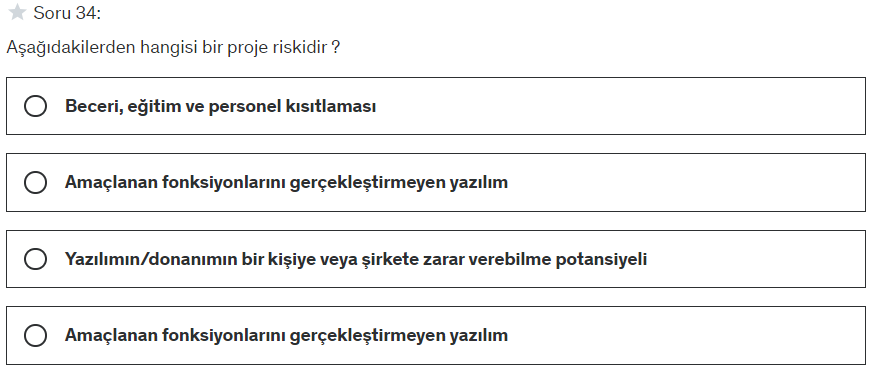 Soru 34:
Aşağıdakilerden hangisi bir proje riskidir ?
Beceri, eğitim ve personel kısıtlaması
Amaçlanan fonksiyonlarını gerçekleştirmeyen yazılım
Yazılımın/donanımın bir kişiye veya şirkete zarar verebilme potansiyeli
Amaçlanan fonksiyonlarını gerçekleştirmeyen yazılım